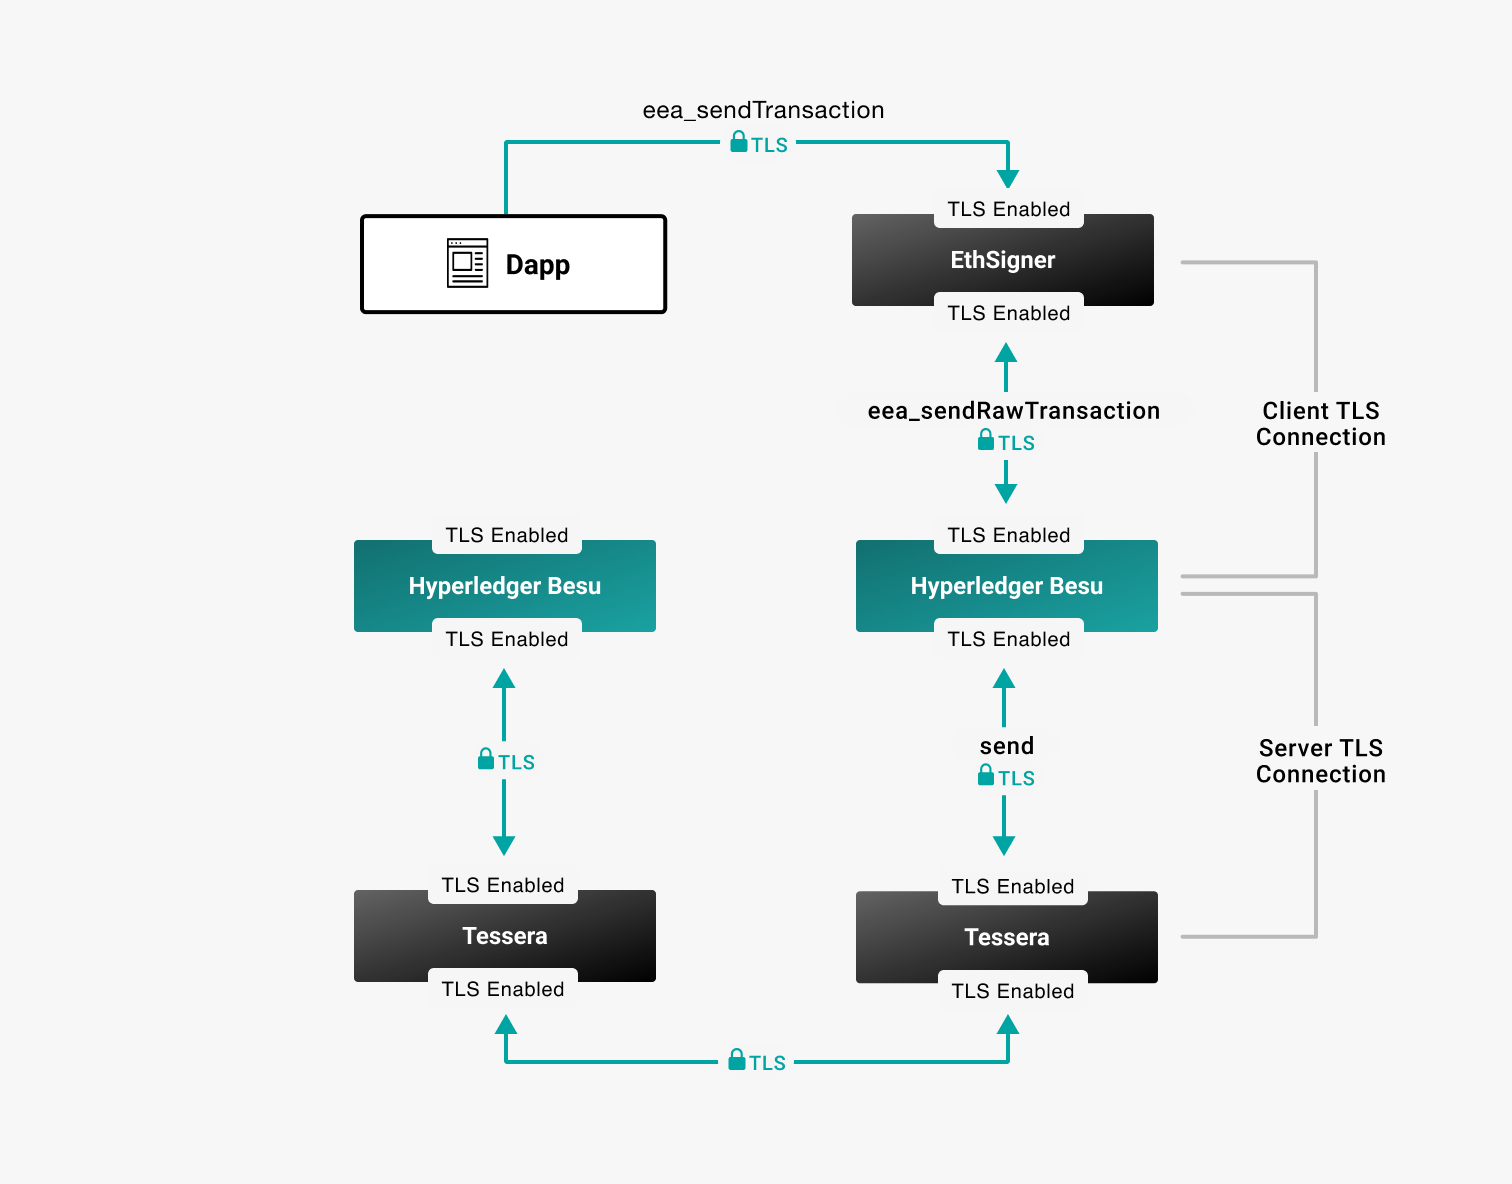 eea_sendTransaction
TLS
TLS Enabled
Dapp
EthSigner
TLS Enabled
eea_sendRawTransaction
TLS
Client TLS
Connection
TLS Enabled
TLS Enabled
Hyperledger Besu
Hyperledger Besu
TLS Enabled
TLS Enabled
TLS
send
TLS
Server TLS
Connection
TLS Enabled
TLS Enabled
Tessera
Tessera
TLS Enabled
TLS Enabled
TLS